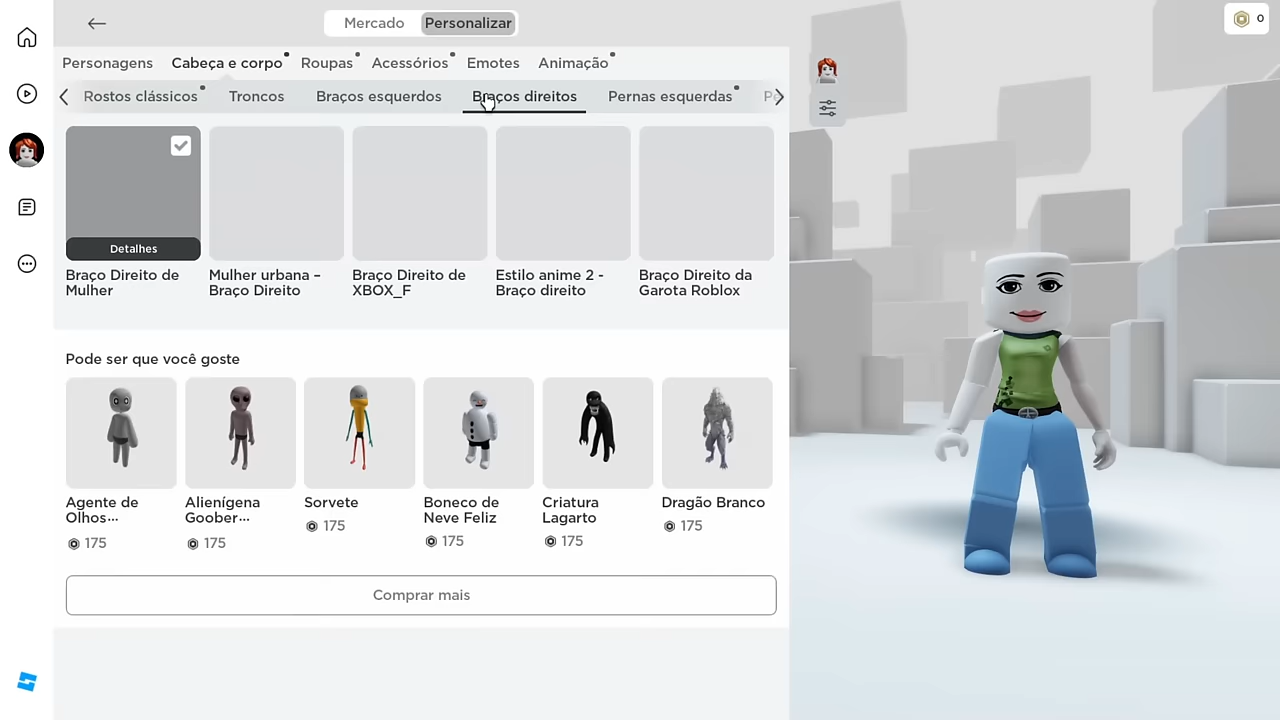 Mercado
Personalizar
0
Personagens
Cabeça e corpo
Roupas
Acessórios
Emotes
Animação
Rostos clássicos
Troncos
Braços esquerdos
Braços direitos
Pernas esquerdas
Detalhes
Braço Direito de
Mulher
Mulher urbana –
Braço Direito
Braço Direito de
XBOX_F
Estilo anime 2 -
Braço direito
Braço Direito da
Garota Roblox
Pode ser que você goste
Agente de
Olhos...
175
Alienígena
Goober...
175
Sorvete
175
Boneco de
Neve Feliz
175
Criatura
Lagarto
175
Dragão Branco
175
Comprar mais